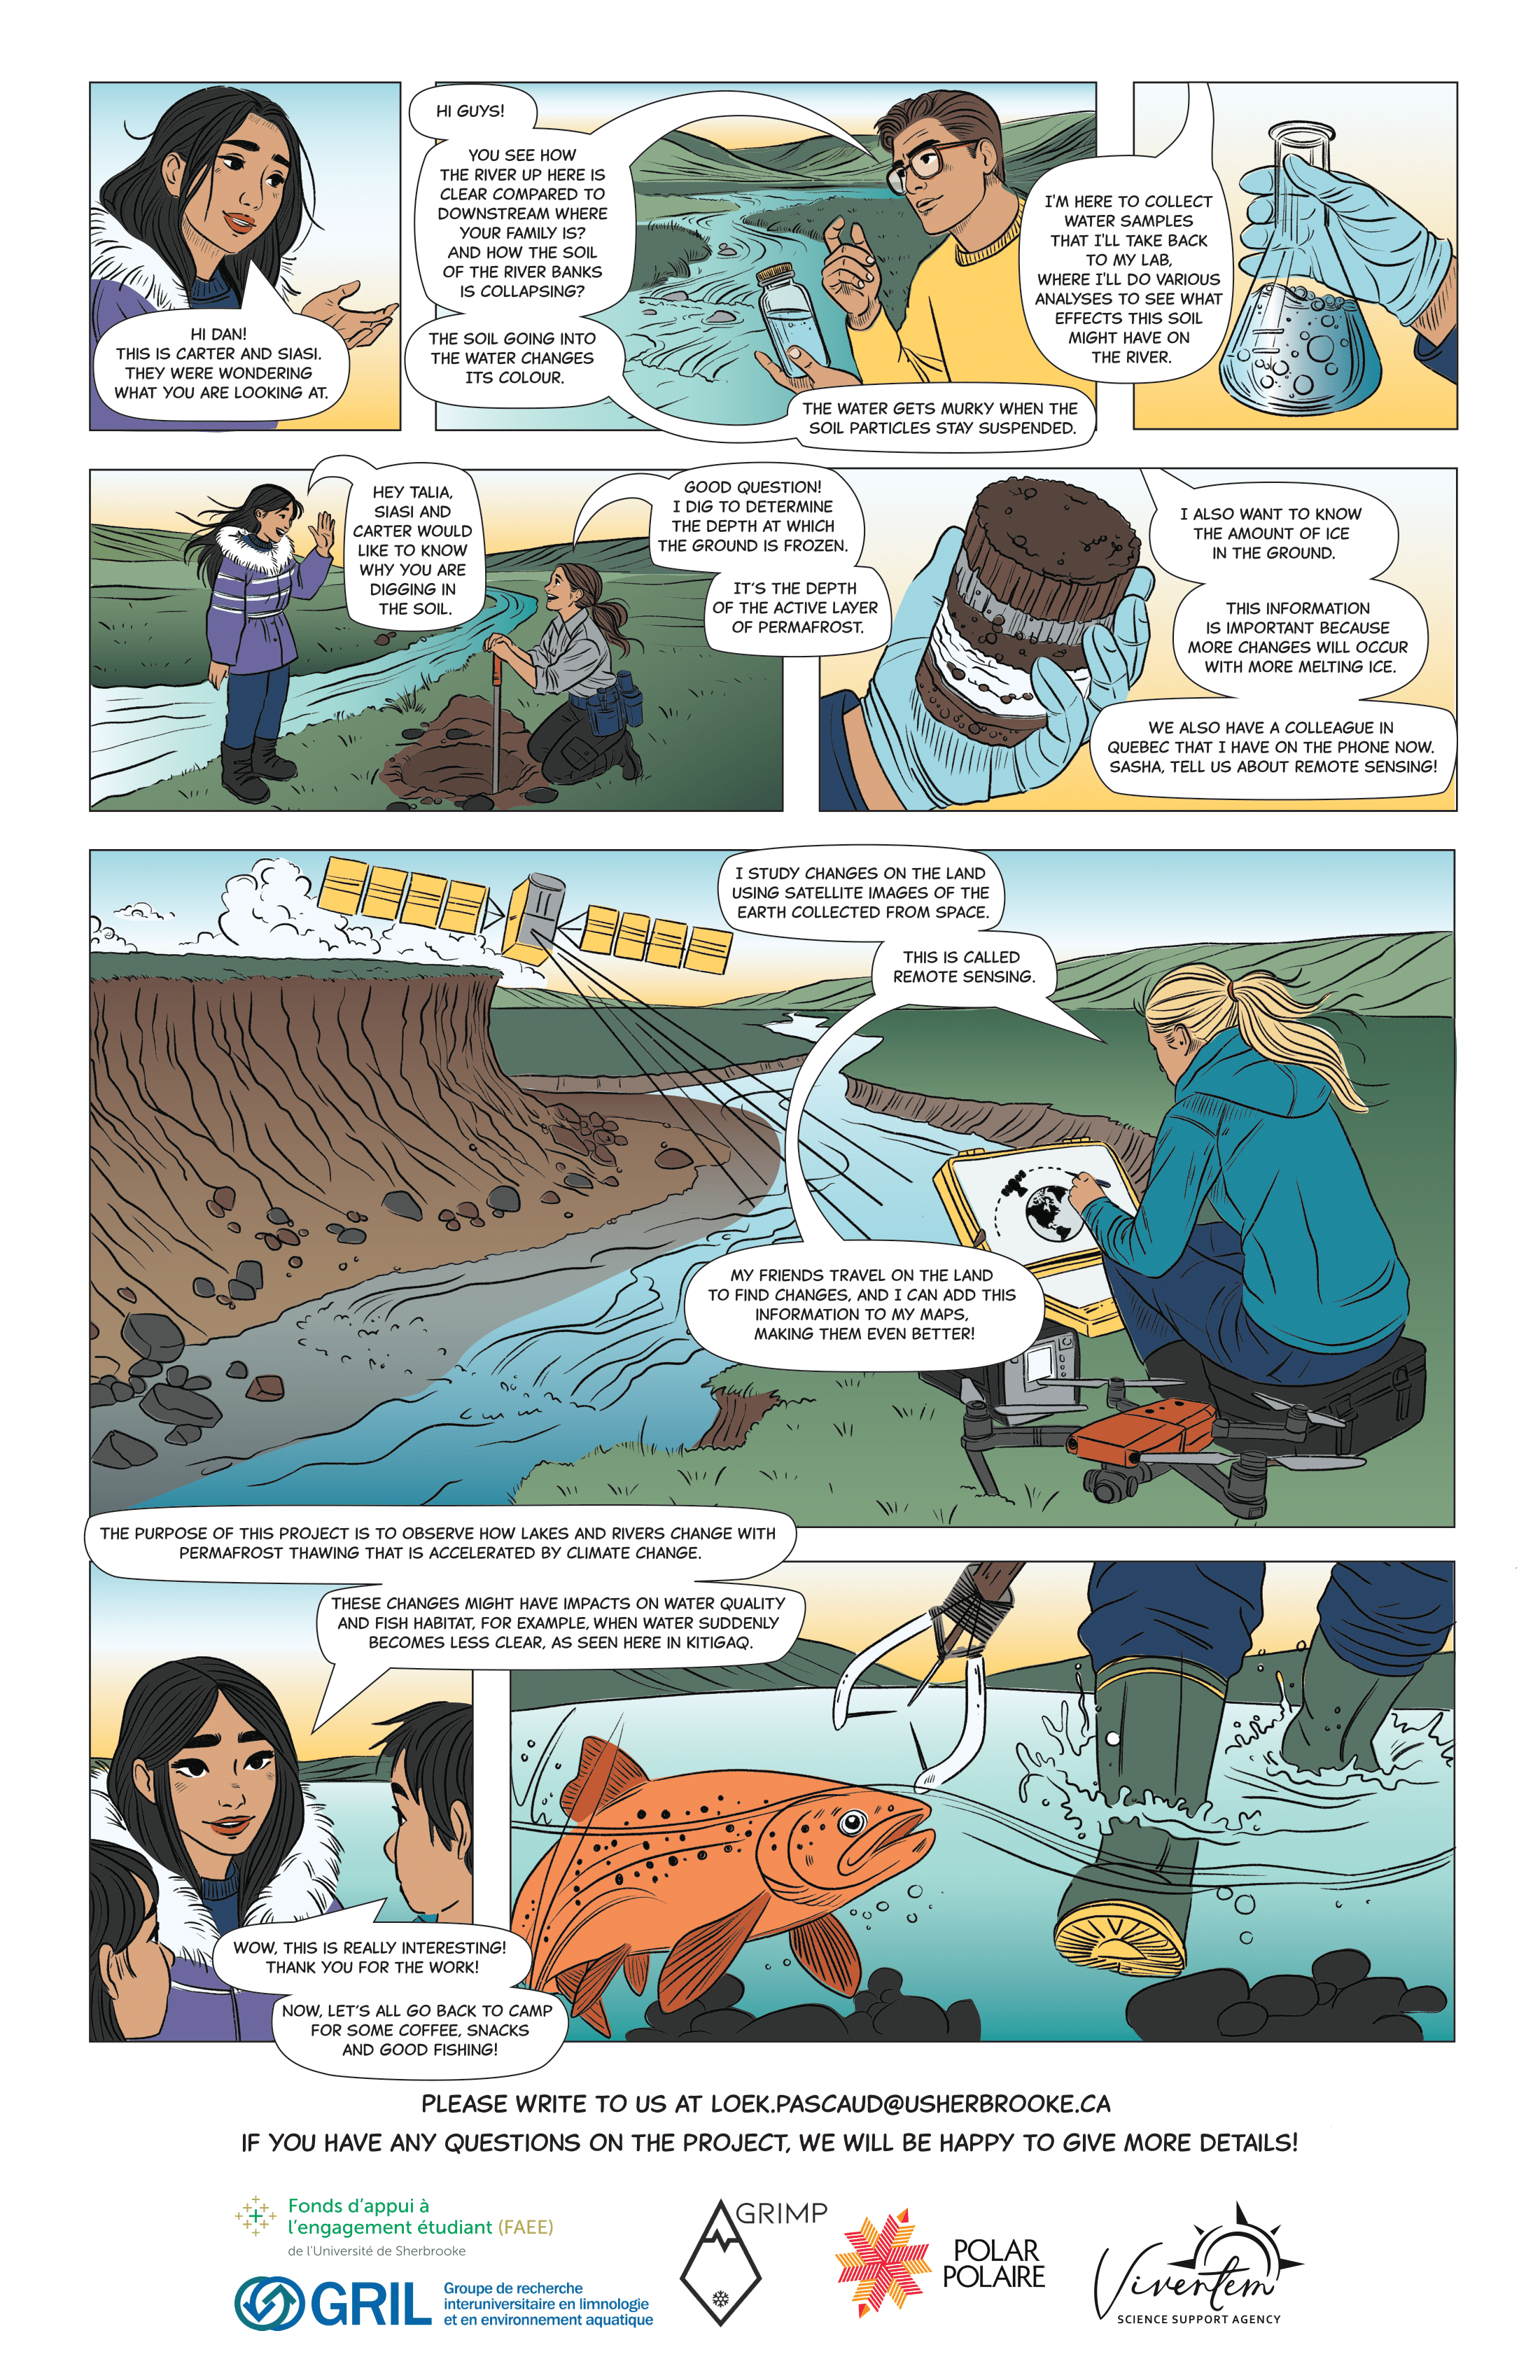 HI DAN!
THIS IS CARTER AND SIASI.
THEY WERE WONDERING
WHAT YOU ARE LOOKING AT.
HI GUYS!
YOU SEE HOW
THE RIVER UP HERE IS
CLEAR COMPARED TO
DOWNSTREAM WHERE
YOUR FAMILY IS?
AND HOW THE SOIL
OF THE RIVER BANKS
IS COLLAPSING?
THE SOIL GOING INTO
THE WATER CHANGES
ITS COLOUR.
THE WATER GETS MURKY WHEN THE
SOIL PARTICLES STAY SUSPENDED.
I'M HERE TO COLLECT
WATER SAMPLES
THAT I'LL TAKE BACK
TO MY LAB,
WHERE I'LL DO VARIOUS
ANALYSES TO SEE WHAT
EFFECTS THIS SOIL
MIGHT HAVE ON
THE RIVER.
HEY TALIA,
SIASI AND
CARTER WOULD
LIKE TO KNOW
WHY YOU ARE
DIGGING IN
THE SOIL.
GOOD QUESTION!
I DIG TO DETERMINE
THE DEPTH AT WHICH
THE GROUND IS FROZEN.
IT'S THE DEPTH
OF THE ACTIVE LAYER
OF PERMAFROST.
I ALSO WANT TO KNOW
THE AMOUNT OF ICE
IN THE GROUND.
THIS INFORMATION
IS IMPORTANT BECAUSE
MORE CHANGES WILL OCCUR
WITH MORE MELTING ICE.
WE ALSO HAVE A COLLEAGUE IN
QUEBEC THAT I HAVE ON THE PHONE NOW.
SASHA, TELL US ABOUT REMOTE SENSING!
I STUDY CHANGES ON THE LAND
USING SATELLITE IMAGES OF THE
EARTH COLLECTED FROM SPACE.
THIS IS CALLED
REMOTE SENSING.
MY FRIENDS TRAVEL ON THE LAND
TO FIND CHANGES, AND I CAN ADD THIS
INFORMATION TO MY MAPS,
MAKING THEM EVEN BETTER!
THE PURPOSE OF THIS PROJECT IS TO OBSERVE HOW LAKES AND RIVERS CHANGE WITH
PERMAFROST THAWING THAT IS ACCELERATED BY CLIMATE CHANGE.
THESE CHANGES MIGHT HAVE IMPACTS ON WATER QUALITY
AND FISH HABITAT, FOR EXAMPLE, WHEN WATER SUDDENLY
BECOMES LESS CLEAR, AS SEEN HERE IN KITIGAQ.
WOW, THIS IS REALLY INTERESTING!
THANK YOU FOR THE WORK!
NOW, LET'S ALL GO BACK TO CAMP
FOR SOME COFFEE, SNACKS
AND GOOD FISHING!
PLEASE WRITE TO US AT LOEK.PASCAUD@USHERBROOKE.CA
IF YOU HAVE ANY QUESTIONS ON THE PROJECT, WE WILL BE HAPPY TO GIVE MORE DETAILS!
Fonds d'appui à
l'engagement étudiant (FAEE)
de l'Université de Sherbrooke
GRIL
Groupe de recherche
interuniversitaire en limnologie
et en environnement aquatique
GRIMP
POLAR
POLAIRE
Viventem
SCIENCE SUPPORT AGENCY